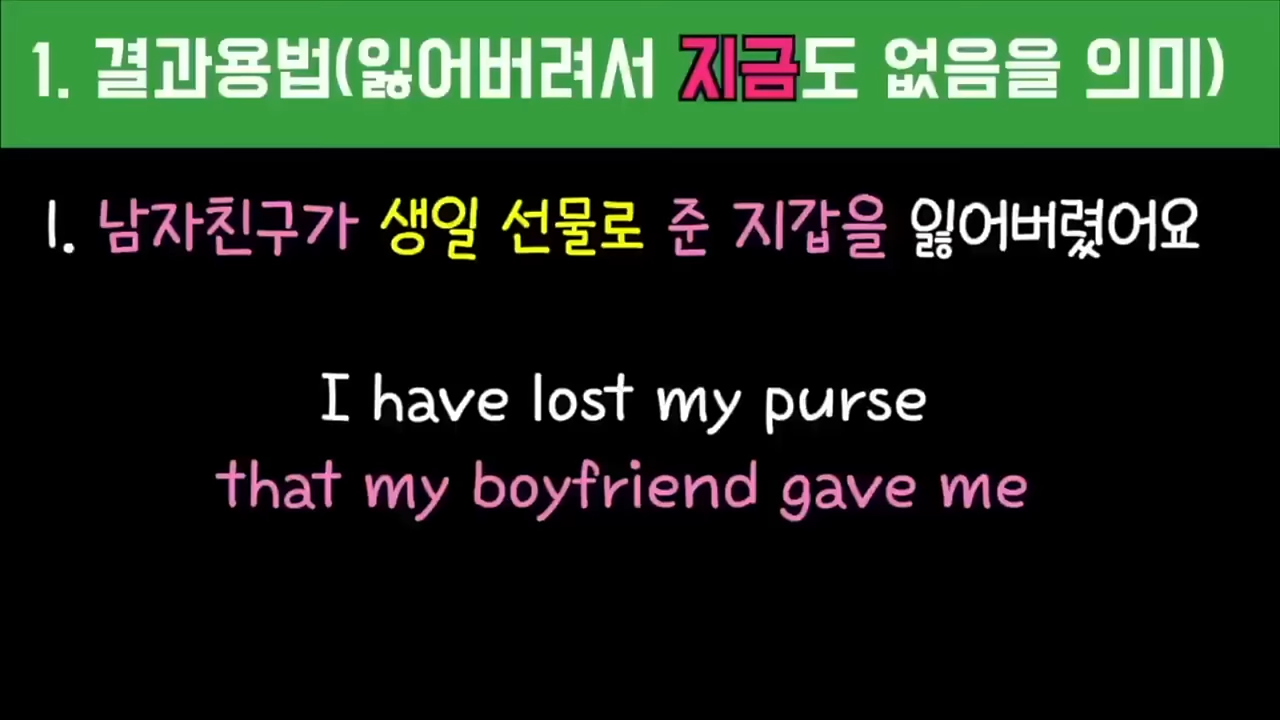 1. 결과용법(잃어버려서 지금도 없음을 의미)
1. 남자친구가 생일 선물로 준 지갑을 잃어버렸어요
I have lost my purse
that my boyfriend gave me